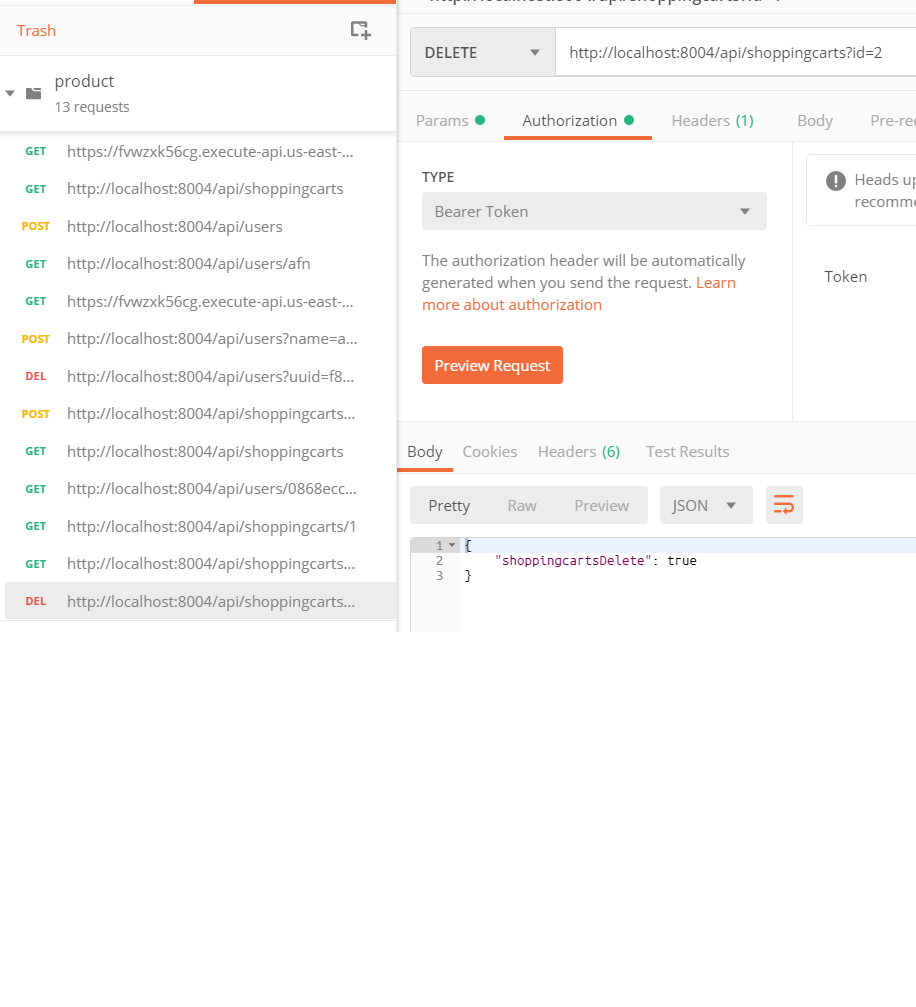 Trash
product
13 requests
GET https://fvwzxk56cg.execute-api.us-east-...
GET http://localhost:8004/api/shoppingcarts
POST http://localhost:8004/api/users
GET http://localhost:8004/api/users/afn
GET https://fvwzxk56cg.execute-api.us-east-...
POST http://localhost:8004/api/users?name=a...
DEL http://localhost:8004/api/users?uuid=f8...
POST http://localhost:8004/api/shoppingcarts...
GET http://localhost:8004/api/shoppingcarts
GET http://localhost:8004/api/users/0868ecc...
GET http://localhost:8004/api/shoppingcarts/1
GET http://localhost:8004/api/shoppingcarts...
DEL http://localhost:8004/api/shoppingcarts...
DELETE http://localhost:8004/api/shoppingcarts?id=2
Params Authorization Headers (1) Body Pre-rec
TYPE
Bearer Token
The authorization header will be automatically
generated when you send the request. Learn
more about authorization
Preview Request
Heads up
recomme
Token
Body Cookies Headers (6) Test Results
Pretty Raw Preview JSON
1 {
2 "shoppingcartsDelete": true
3 }